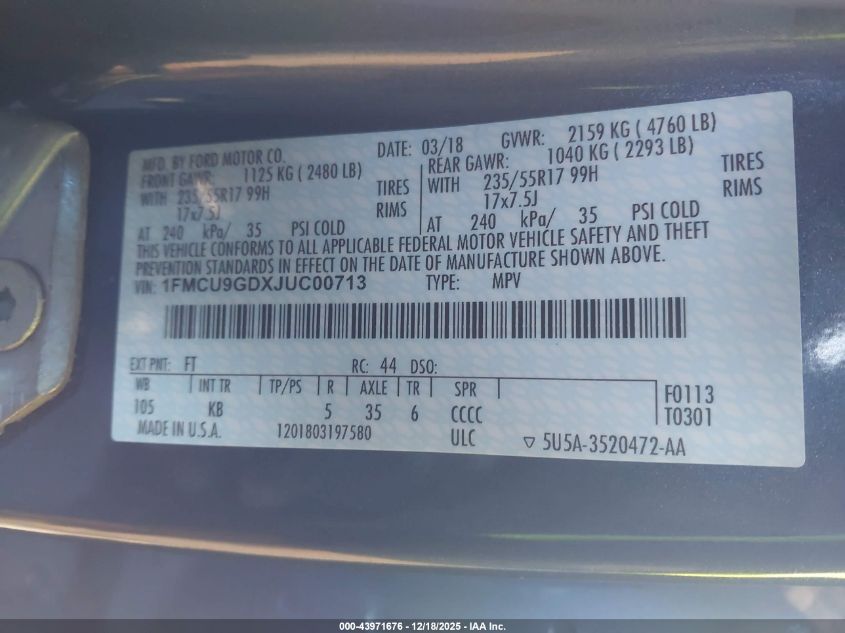 MFD. BY FORD MOTOR CO. DATE: 03/18 GVWR: 2159 KG ( 4760 LB)
FRONT GAWR: 1125 KG ( 2480 LB) REAR GAWR: 1040 KG ( 2293 LB)
WITH 235/55R17 99H TIRES WITH 235/55R17 99H TIRES
17x7.5J RIMS 17x7.5J RIMS
AT 240 kPa/ 35 PSI COLD AT 240 kPa/ 35 PSI COLD
THIS VEHICLE CONFORMS TO ALL APPLICABLE FEDERAL MOTOR VEHICLE SAFETY AND THEFT
PREVENTION STANDARDS IN EFFECT ON THE DATE OF MANUFACTURE SHOWN ABOVE.
VIN: 1FMCU9GDXJUC00713 TYPE: MPV
EXT PNT: FT RC: 44 DSO:
WB INT TR TP/PS R AXLE TR SPR F0113
105 KB 5 35 6 CCCC T0301
MADE IN U.S.A. 1201803197580 ULC ▽ 5U5A-3520472-AA
000-43971676 • 12/18/2025 • IAA Inc.